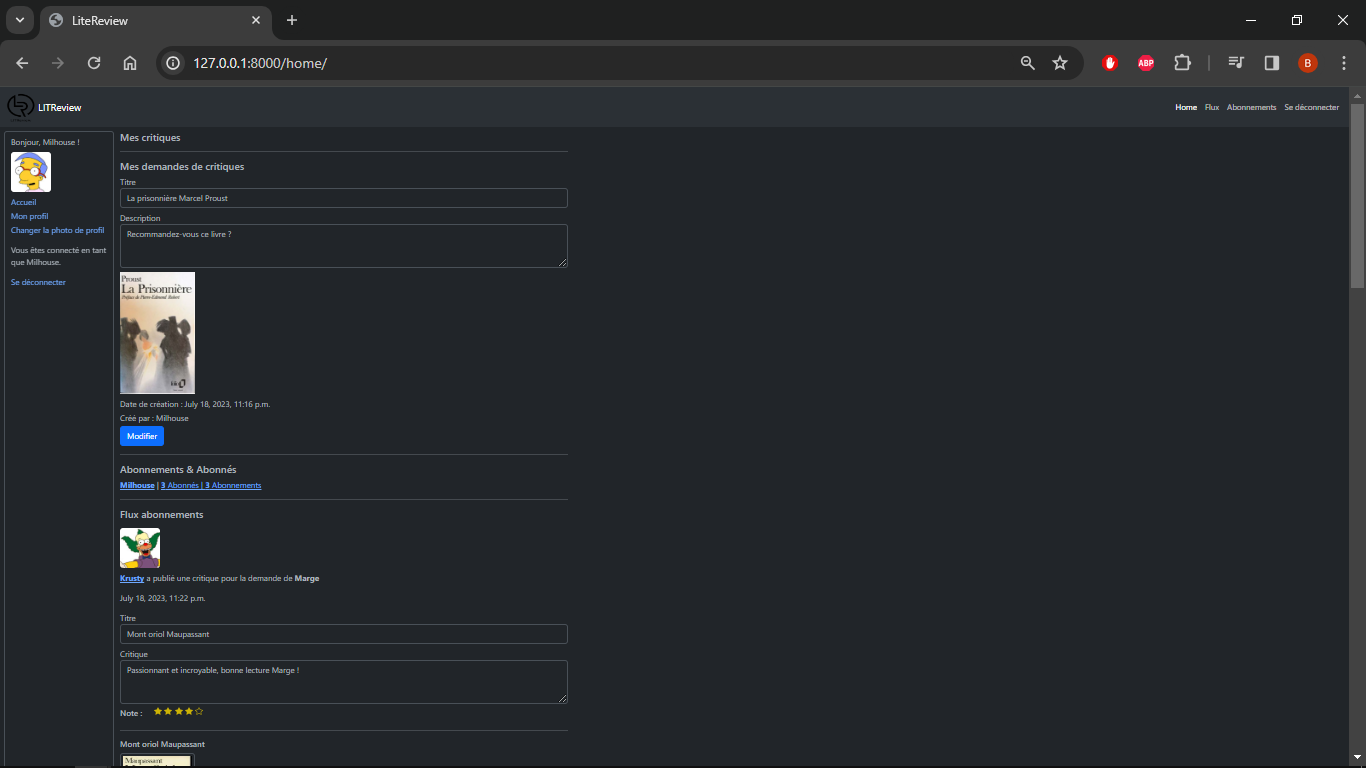 LiteReview
127.0.0.1:8000/home/
ABP
B
LITReview
Home Flux Abonnements Se déconnecter
Bonjour, Milhouse !
Accueil
Mon profil
Changer la photo de profil
Vous êtes connecté en tant
que Milhouse.
Se déconnecter
Mes critiques
Mes demandes de critiques
Titre
La prisonnière Marcel Proust
Description
Recommandez-vous ce livre ?
Proust
La Prisonnière
Préface de Pierre-Edmond Robert
Date de création : July 18, 2023, 11:16 p.m.
Créé par : Milhouse
Modifier
Abonnements & Abonnés
Milhouse | 3 Abonnés | 3 Abonnements
Flux abonnements
Krusty a publié une critique pour la demande de Marge
July 18, 2023, 11:22 p.m.
Titre
Mont oriol Maupassant
Critique
Passionnant et incroyable, bonne lecture Marge !
Note :
Mont oriol Maupassant
Maupassant